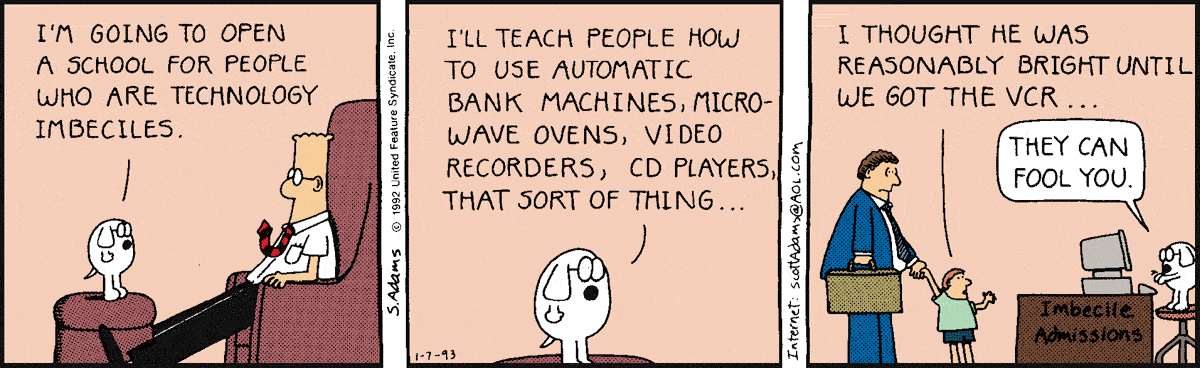 I'M GOING TO OPEN
A SCHOOL FOR PEOPLE
WHO ARE TECHNOLOGY
IMBECILES.
S. Adams © 1992 United Feature Syndicate, Inc.
I'LL TEACH PEOPLE HOW
TO USE AUTOMATIC
BANK MACHINES, MICRO-
WAVE OVENS, VIDEO
RECORDERS, CD PLAYERS,
THAT SORT OF THING...
1-7-93
Internet: scottAdams@AOL.COM
I THOUGHT HE WAS
REASONABLY BRIGHT UNTIL
WE GOT THE VCR...
THEY CAN
FOOL YOU.
Imbecile
Admissions